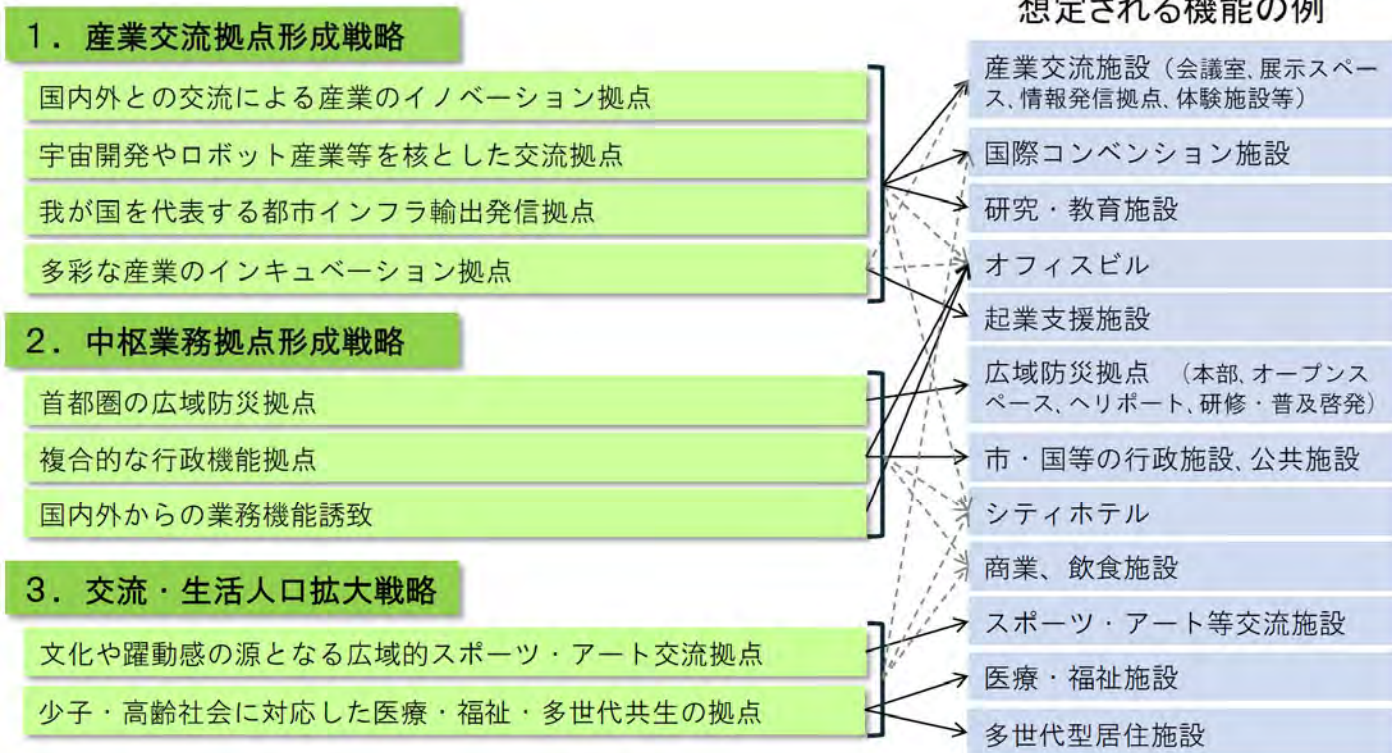 想定される機能の例
1．産業交流拠点形成戦略
国内外との交流による産業のイノベーション拠点
宇宙開発やロボット産業等を核とした交流拠点
我が国を代表する都市インフラ輸出発信拠点
多彩な産業のインキュベーション拠点
2．中枢業務拠点形成戦略
首都圏の広域防災拠点
複合的な行政機能拠点
国内外からの業務機能誘致
3．交流・生活人口拡大戦略
文化や躍動感の源となる広域的スポーツ・アート交流拠点
少子・高齢社会に対応した医療・福祉・多世代共生の拠点
産業交流施設（会議室、展示スペー
ス、情報発信拠点、体験施設等）
国際コンベンション施設
研究・教育施設
オフィスビル
起業支援施設
広域防災拠点　（本部、オープンス
ペース、ヘリポート、研修・普及啓発）
市・国等の行政施設、公共施設
シティホテル
商業、飲食施設
スポーツ・アート等交流施設
医療・福祉施設
多世代型居住施設